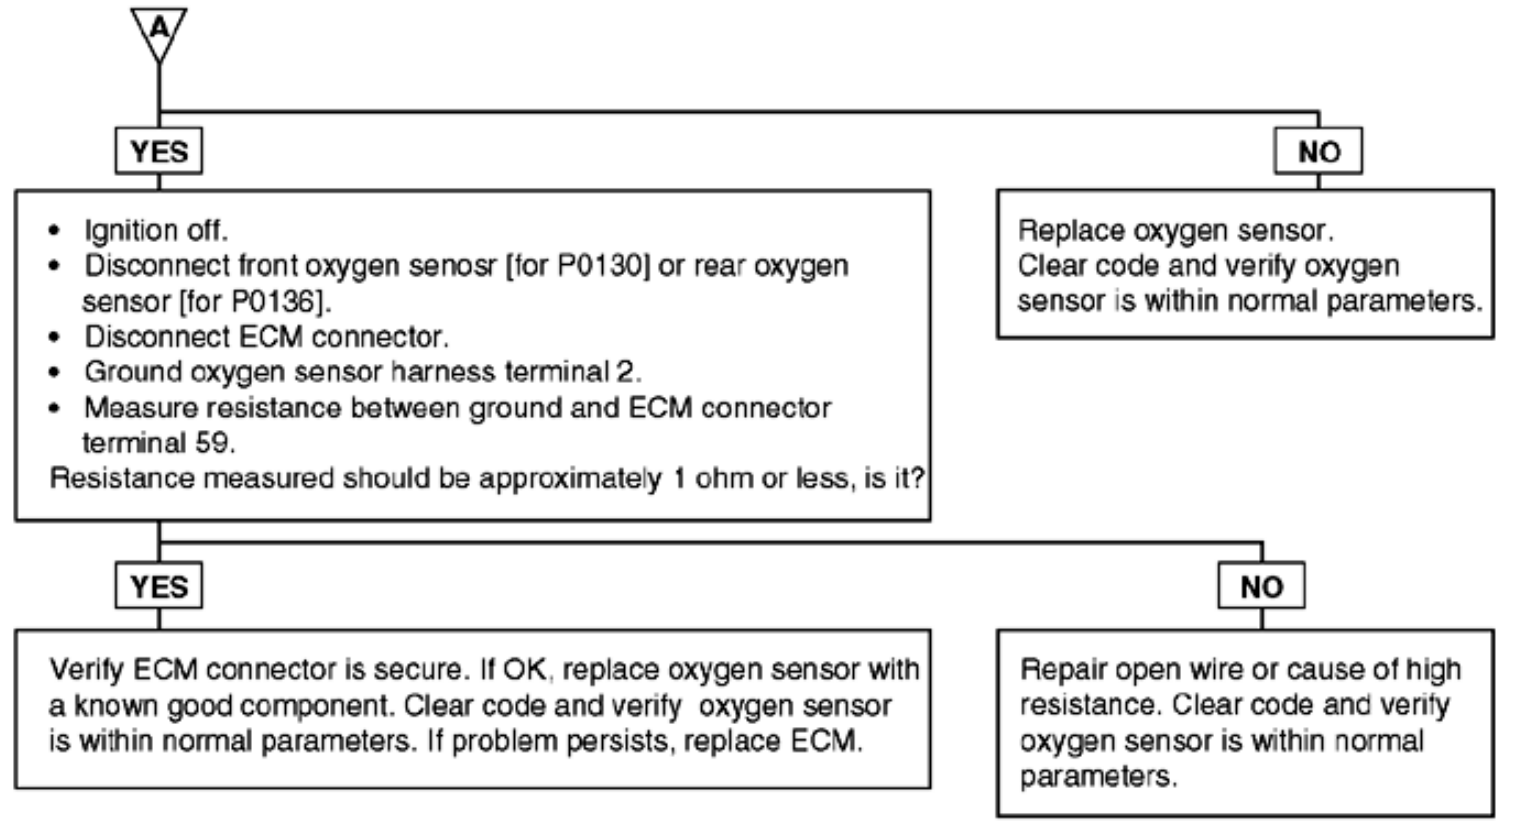 A
YES
NO
• Ignition off.
• Disconnect front oxygen senosr [for P0130] or rear oxygen
sensor [for P0136].
• Disconnect ECM connector.
• Ground oxygen sensor harness terminal 2.
• Measure resistance between ground and ECM connector
terminal 59.
Resistance measured should be approximately 1 ohm or less, is it?
Replace oxygen sensor.
Clear code and verify oxygen
sensor is within normal parameters.
YES
NO
Verify ECM connector is secure. If OK, replace oxygen sensor with
a known good component. Clear code and verify oxygen sensor
is within normal parameters. If problem persists, replace ECM.
Repair open wire or cause of high
resistance. Clear code and verify
oxygen sensor is within normal
parameters.